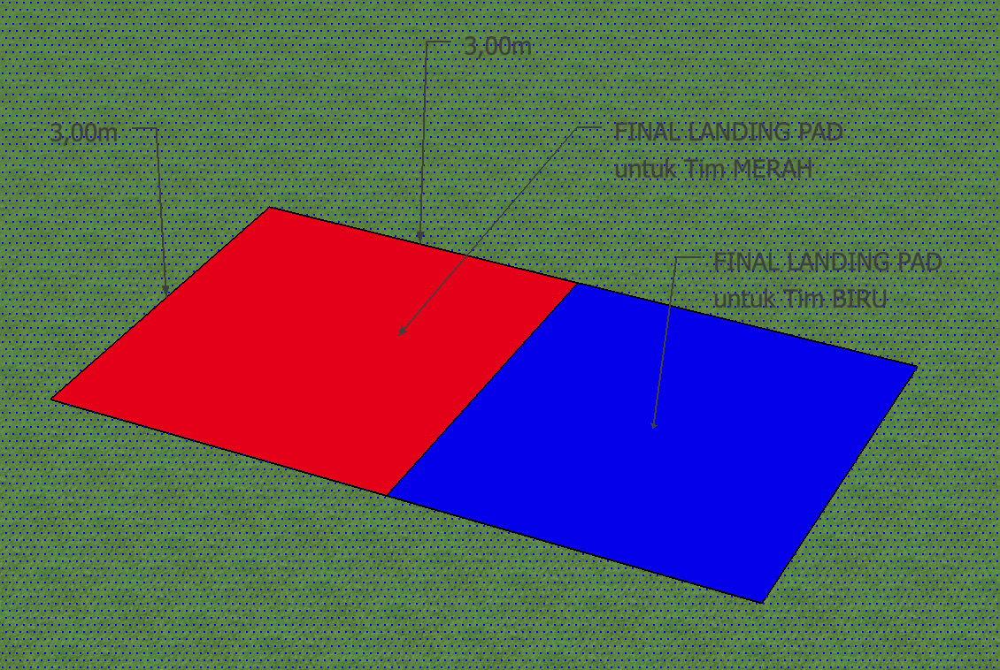 3,00m
3,00m
FINAL LANDING PAD
untuk Tim MERAH
FINAL LANDING PAD
untuk Tim BIRU